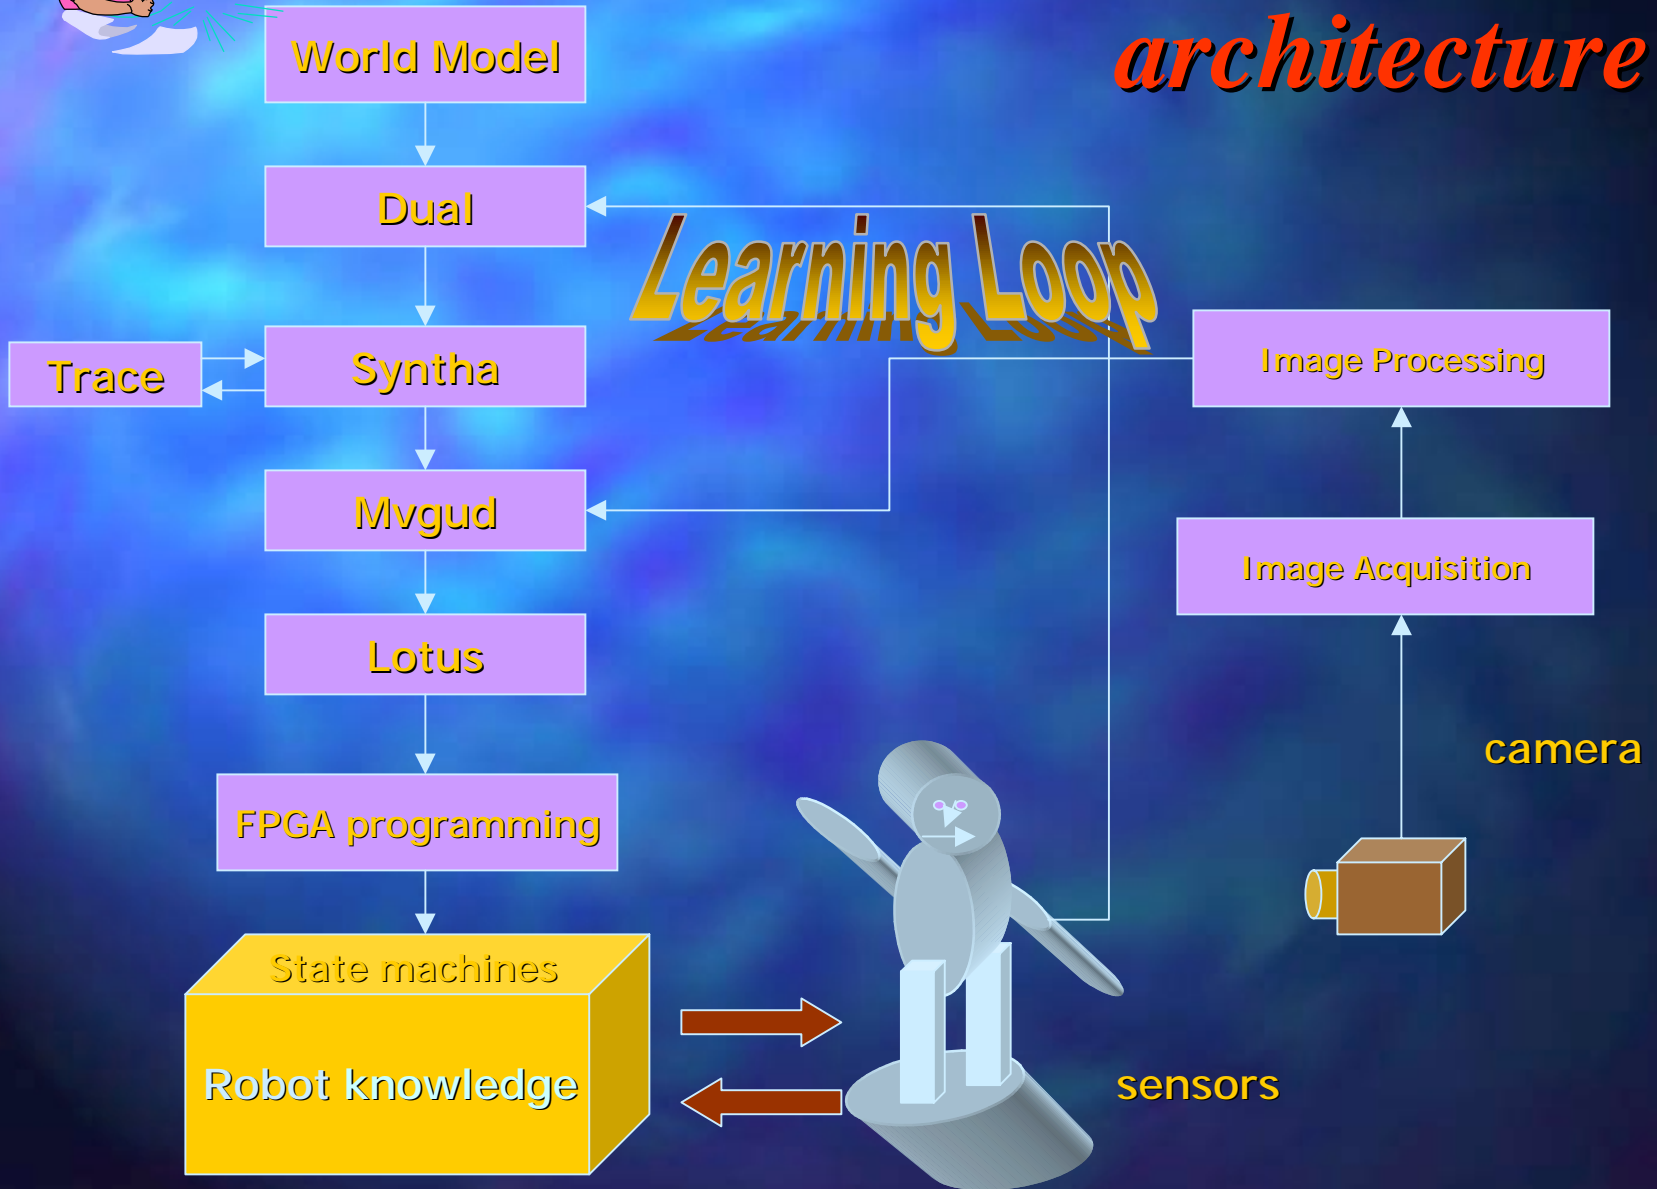 architecture
World Model
Dual
Learning Loop
Trace
Syntha
Image Processing
Mvgud
Image Acquisition
Lotus
camera
FPGA programming
State machines
Robot knowledge
sensors